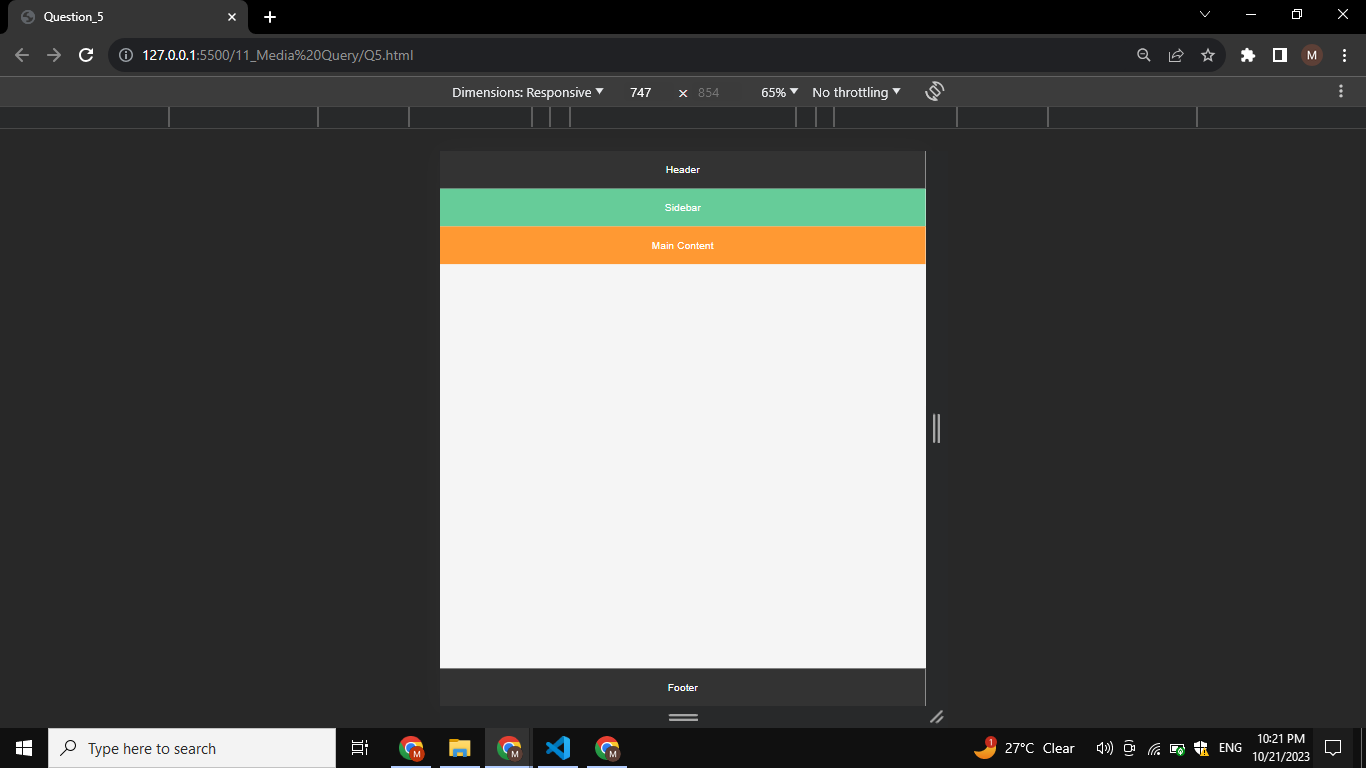 Question_5
127.0.0.1:5500/11_Media%20Query/Q5.html
M
Dimensions: Responsive 747 × 854 65% No throttling
Header
Sidebar
Main Content
Footer
Type here to search
M
M
M
1
27°C Clear
ENG
10:21 PM
10/21/2023